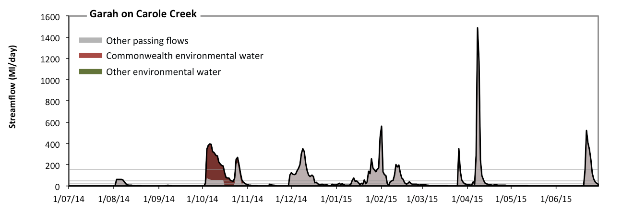 Garah on Carole Creek
Streamflow (Ml/day)
1600
1400
1200
1000
800
600
400
200
0
Other passing flows
Commonwealth environmental water
Other environmental water
1/07/14 1/08/14 1/09/14 1/10/14 1/11/14 1/12/14 1/01/15 1/02/15 1/03/15 1/04/15 1/05/15 1/06/15